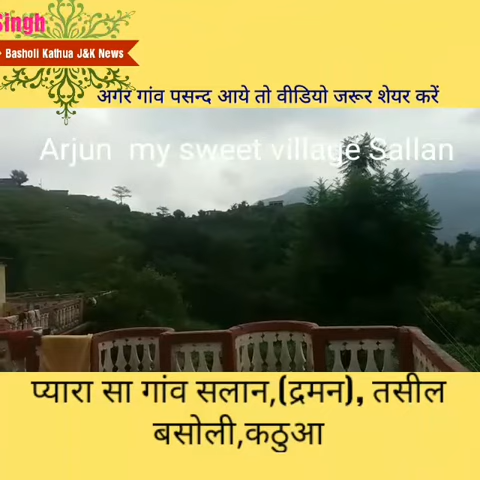 Singh
Basholi Kathua J&K News
अगर गांव पसन्द आये तो वीडियो जरूर शेयर करें
Arjun my sweet village Sallan
प्यारा सा गांव सलान,(द्रमन), तसील
बसोली,कठुआ